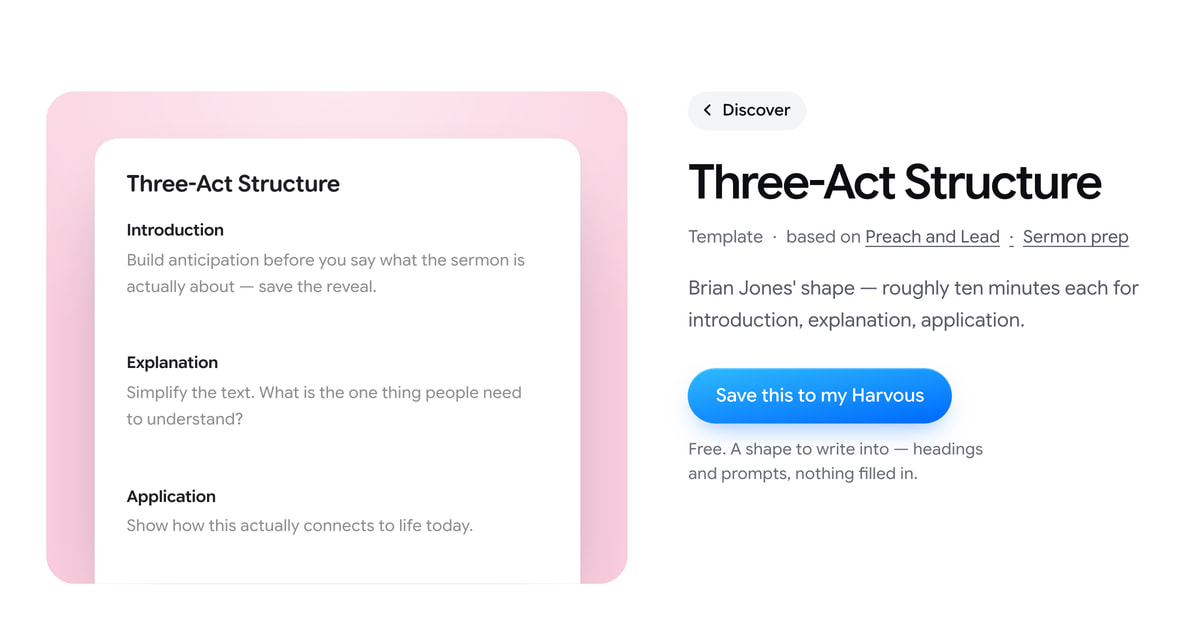 Three-Act Structure
Introduction
Build anticipation before you say what the sermon is
actually about — save the reveal.
Explanation
Simplify the text. What is the one thing people need
to understand?
Application
Show how this actually connects to life today.
Discover
Three-Act Structure
Template · based on Preach and Lead · Sermon prep
Brian Jones' shape — roughly ten minutes each for
introduction, explanation, application.
Save this to my Harvous
Free. A shape to write into — headings
and prompts, nothing filled in.